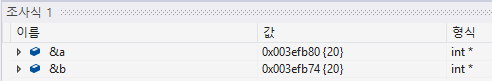 조사식 1
이름 값 형식
&a 0x003efb80 {20} int *
&b 0x003efb74 {20} int *